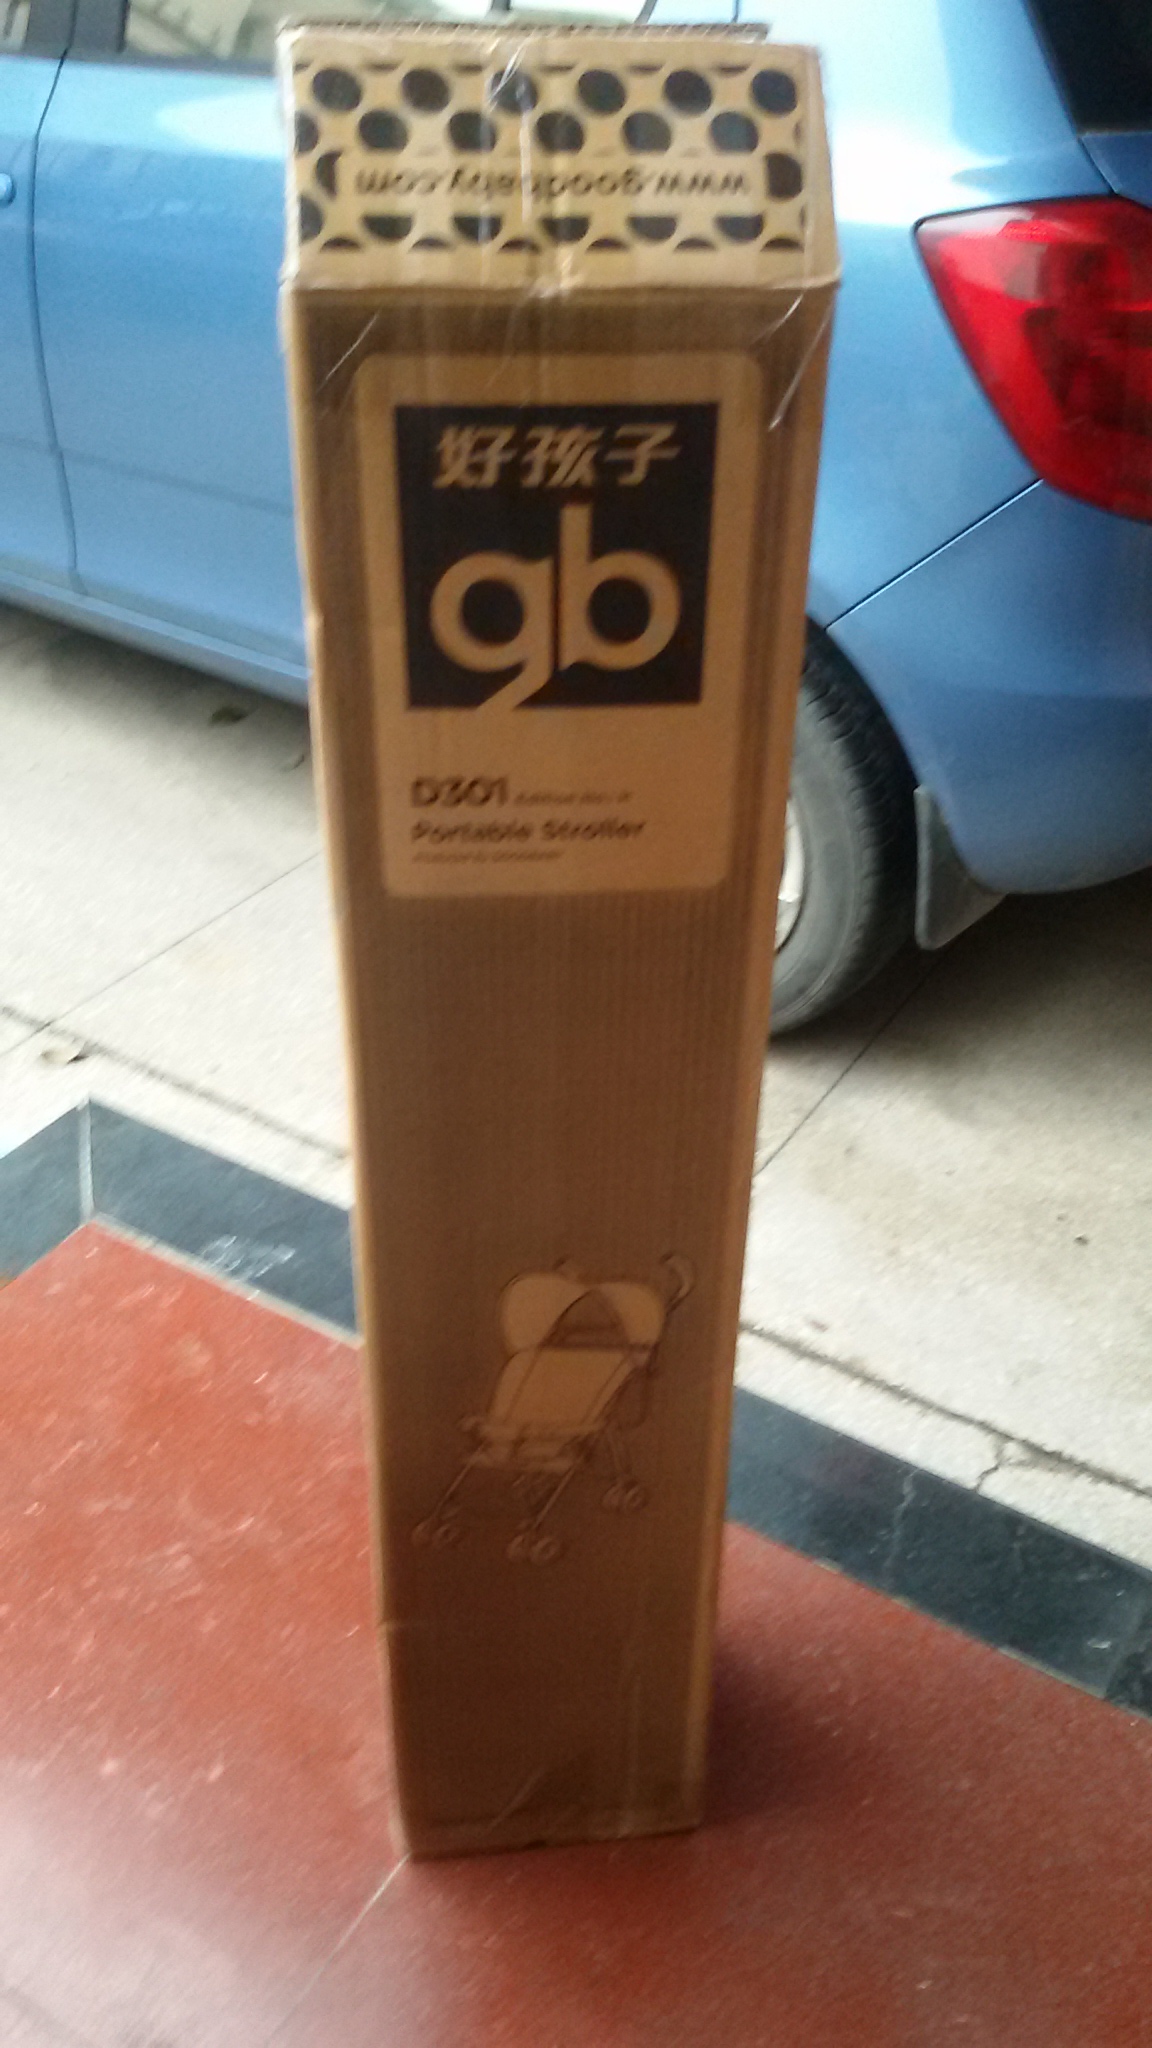 www.goodbaby.com
好孩子
gb
D301
Portable Stroller